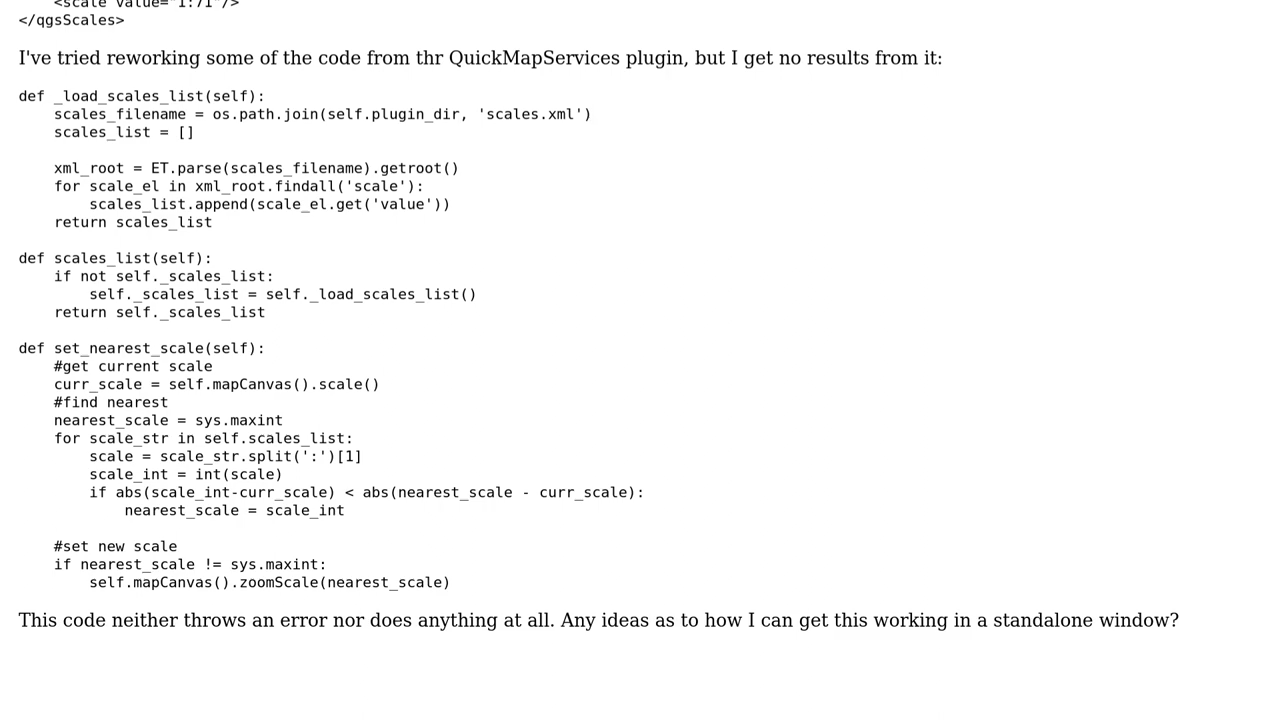 <scale value="1:71"/>
</qgsScales>
I've tried reworking some of the code from thr QuickMapServices plugin, but I get no results from it:
def _load_scales_list(self):
    scales_filename = os.path.join(self.plugin_dir, 'scales.xml')
    scales_list = []

    xml_root = ET.parse(scales_filename).getroot()
    for scale_el in xml_root.findall('scale'):
        scales_list.append(scale_el.get('value'))
    return scales_list

def scales_list(self):
    if not self._scales_list:
        self._scales_list = self._load_scales_list()
    return self._scales_list

def set_nearest_scale(self):
    #get current scale
    curr_scale = self.mapCanvas().scale()
    #find nearest
    nearest_scale = sys.maxint
    for scale_str in self.scales_list:
        scale = scale_str.split(':')[1]
        scale_int = int(scale)
        if abs(scale_int-curr_scale) < abs(nearest_scale - curr_scale):
            nearest_scale = scale_int

    #set new scale
    if nearest_scale != sys.maxint:
        self.mapCanvas().zoomScale(nearest_scale)
This code neither throws an error nor does anything at all. Any ideas as to how I can get this working in a standalone window?